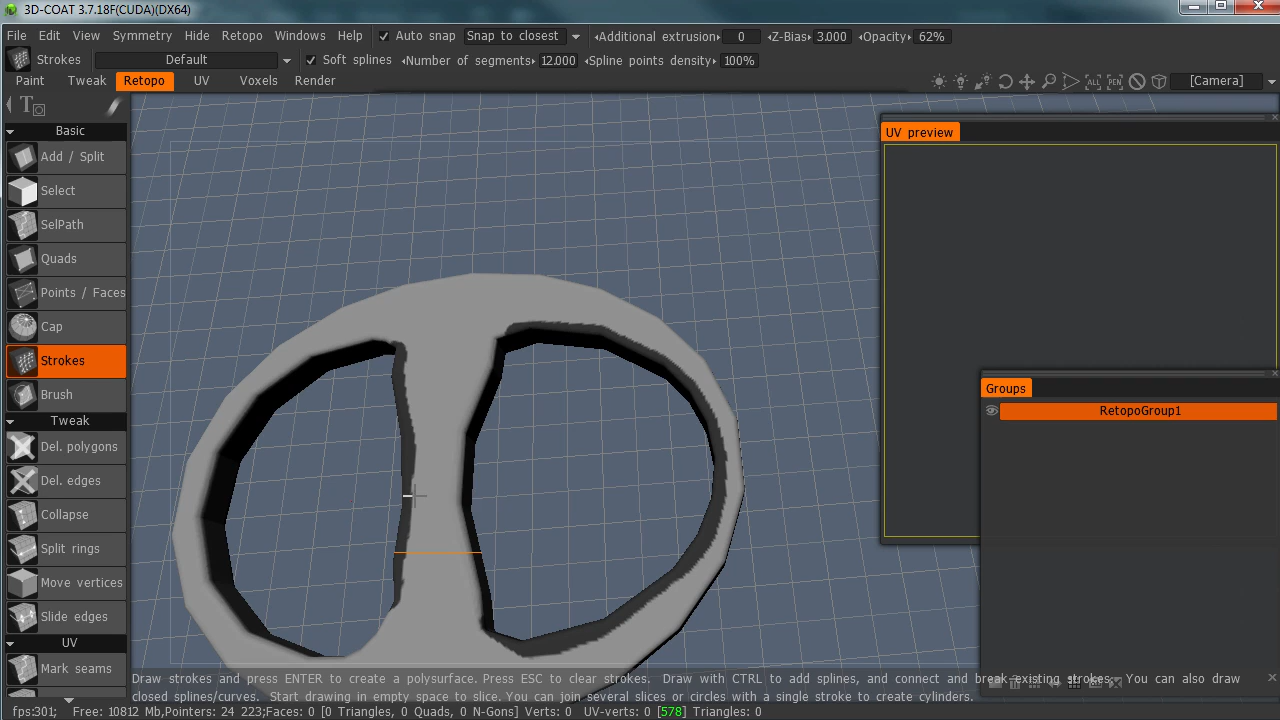 3D-COAT 3.7.18F(CUDA)(DX64)
File Edit View Symmetry Hide Retopo Windows Help Auto snap Snap to closest Additional extrusion: 0 Z-Bias: 3.000 Opacity: 62%
Strokes Default Soft splines Number of segments: 12.000 Spline points density: 100%
Paint Tweak Retopo UV Voxels Render ALL PEN [Camera]
T
Basic
Add / Split
Select
SelPath
Quads
Points / Faces
Cap
Strokes
Brush
Tweak
Del. polygons
Del. edges
Collapse
Split rings
Move vertices
Slide edges
UV
Mark seams
UV preview
Groups
RetopoGroup1
Draw strokes and press ENTER to create a polysurface. Press ESC to clear strokes. Draw with CTRL to add splines, and connect and break existing strokes. You can also draw
closed splines/curves. Start drawing in empty space to slice. You can join several slices or circles with a single stroke to create cylinders.
fps:301; Free: 10812 Mb,Pointers: 24 223;Faces: 0 [0 Triangles, 0 Quads, 0 N-Gons] Verts: 0 UV-verts: 0 [578] Triangles: 0